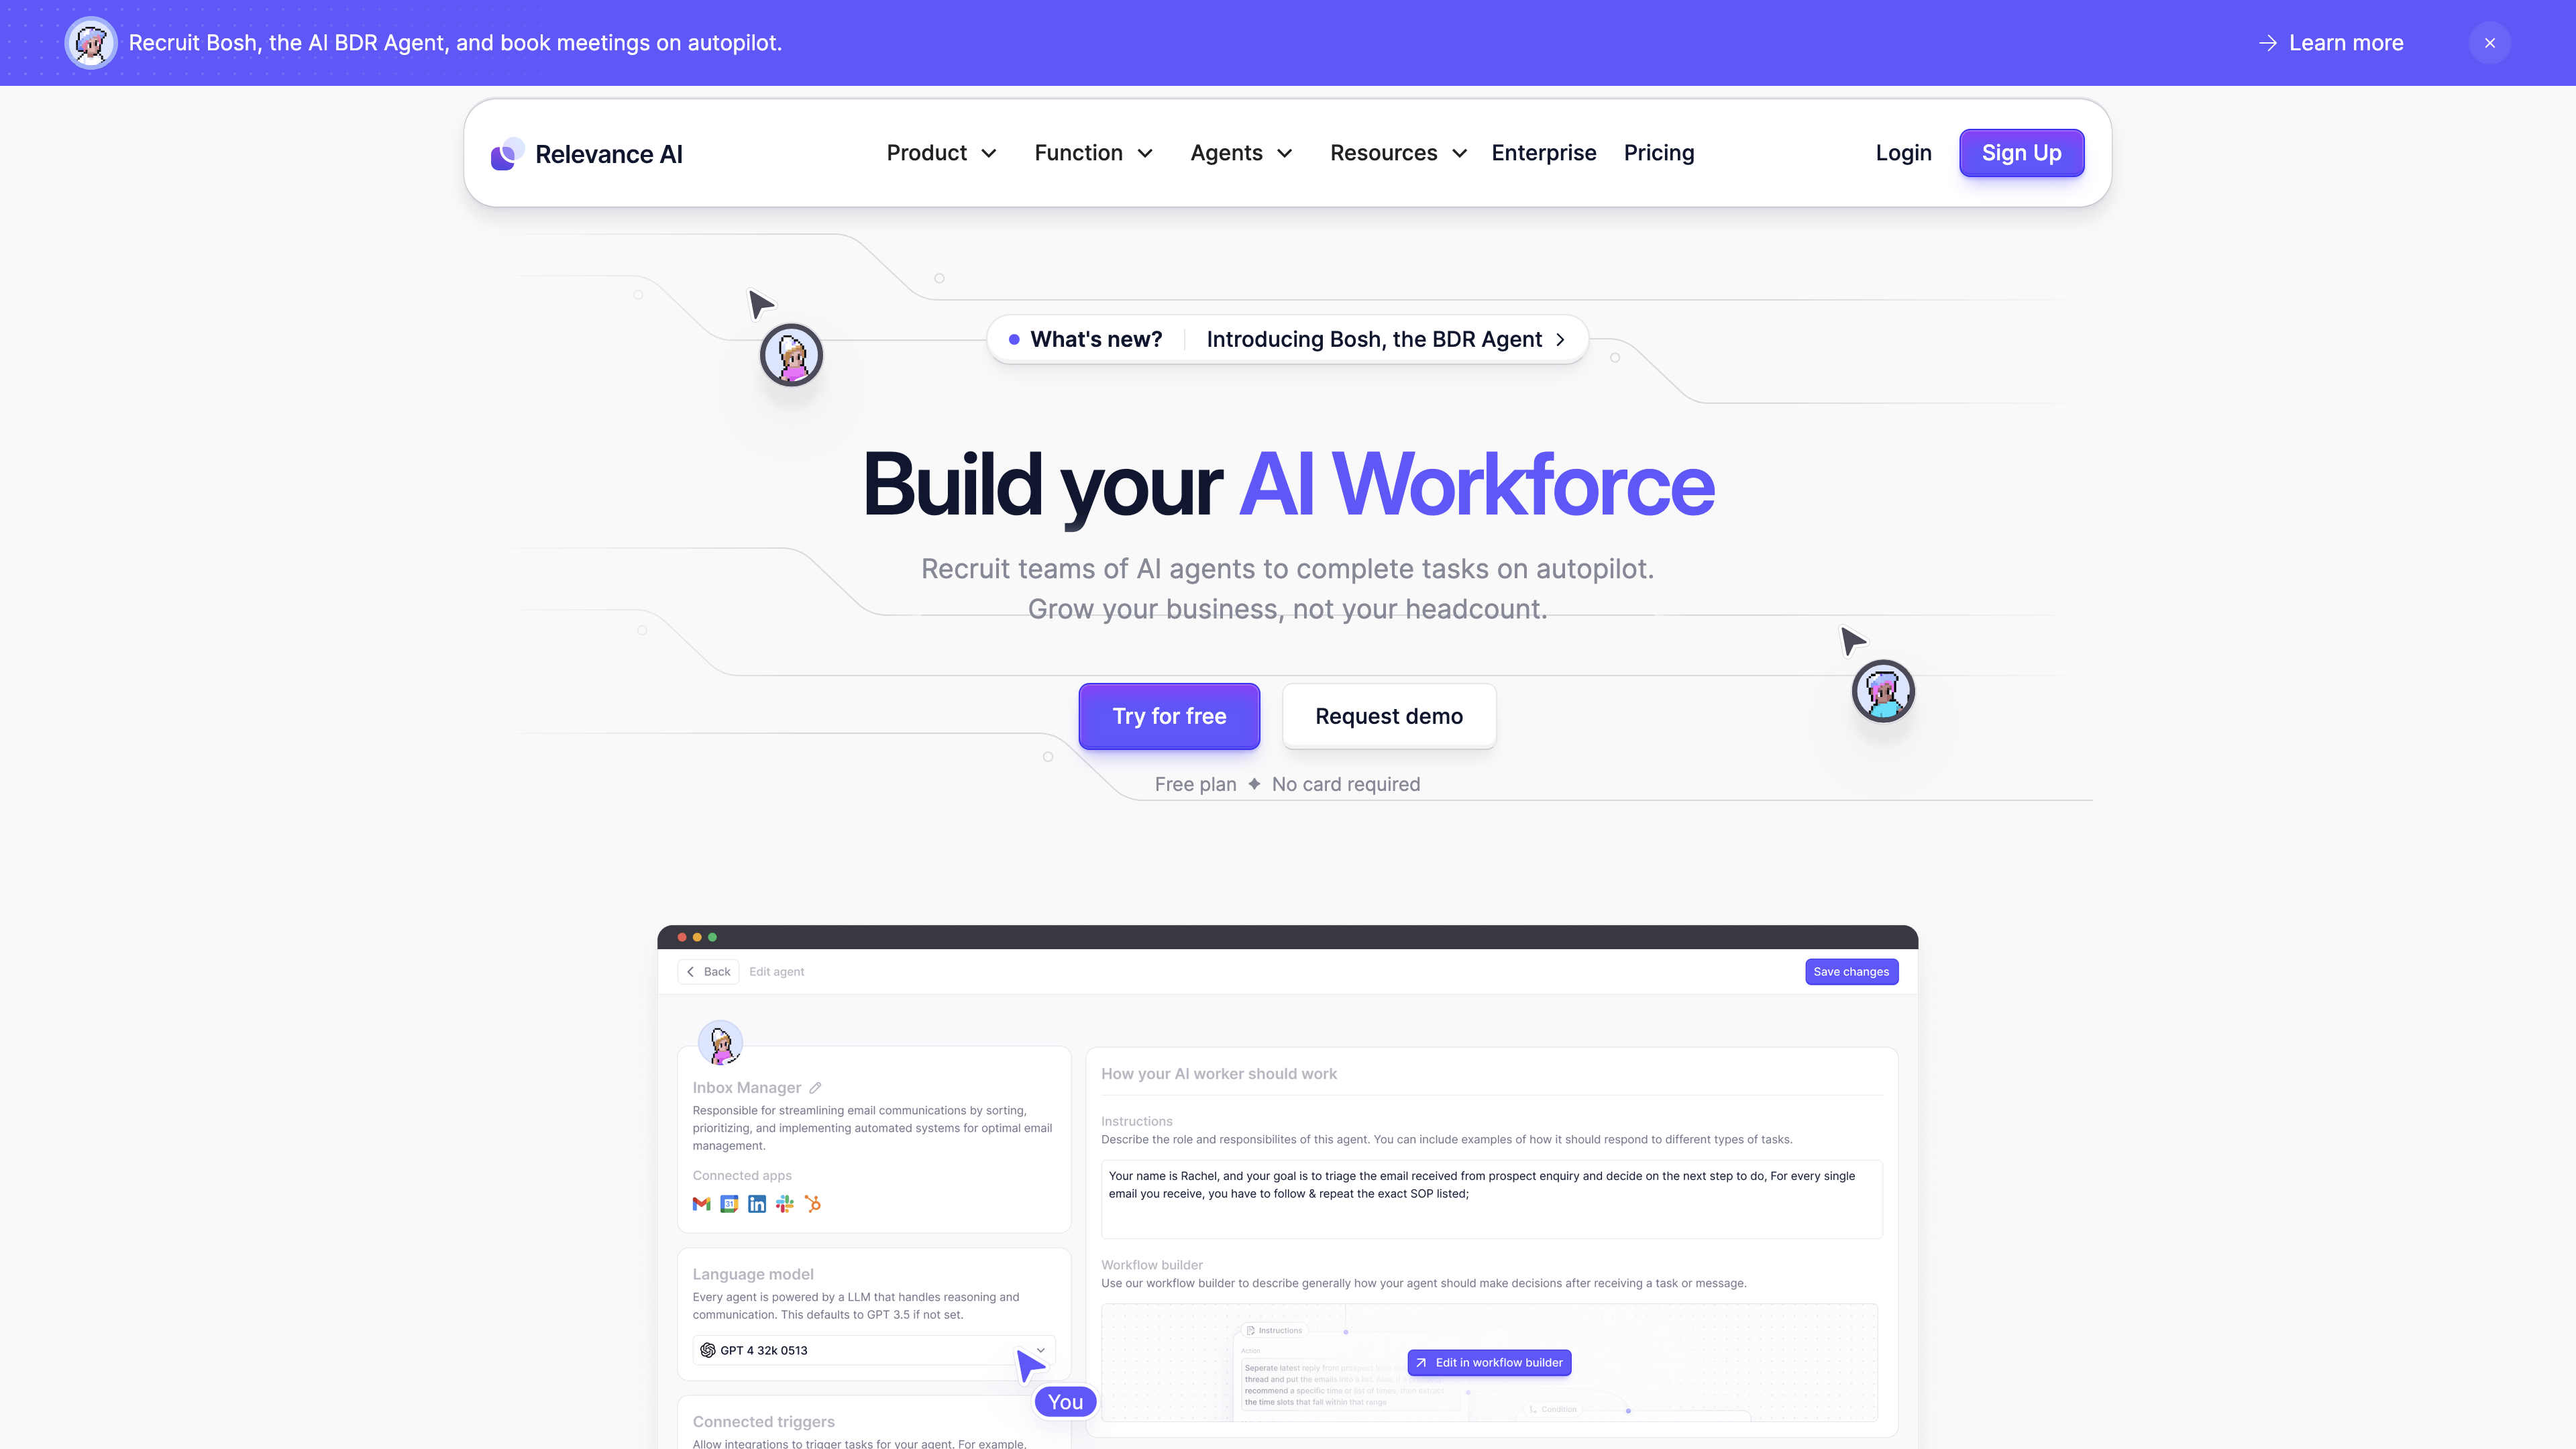 Recruit Bosh, the AI BDR Agent, and book meetings on autopilot.
Learn more
Relevance AI
Product
Function
Agents
Resources
Enterprise
Pricing
Login
Sign Up
What's new?
Introducing Bosh, the BDR Agent
Build your AI Workforce
Recruit teams of AI agents to complete tasks on autopilot.
Grow your business, not your headcount.
Try for free
Request demo
Free plan ✦ No card required
Back
Edit agent
Save changes
Inbox Manager
Responsible for streamlining email communications by sorting,
prioritizing, and implementing automated systems for optimal email
management.
Connected apps
31
Language model
Every agent is powered by a LLM that handles reasoning and
communication. This defaults to GPT 3.5 if not set.
GPT 4 32k 0513
You
Connected triggers
Allow integrations to trigger tasks for your agent. For example,
How your AI worker should work
Instructions
Describe the role and responsibilites of this agent. You can include examples of how it should respond to different types of tasks.
Your name is Rachel, and your goal is to triage the email received from prospect enquiry and decide on the next step to do, For every single
email you receive, you have to follow & repeat the exact SOP listed;
Workflow builder
Use our workflow builder to describe generally how your agent should make decisions after receiving a task or message.
Instructions
Action
Seperate latest reply from
thread and put the emails into
recommend a specific time or list of times, then extract
the time slots that fall within that range
Edit in workflow builder
Condition